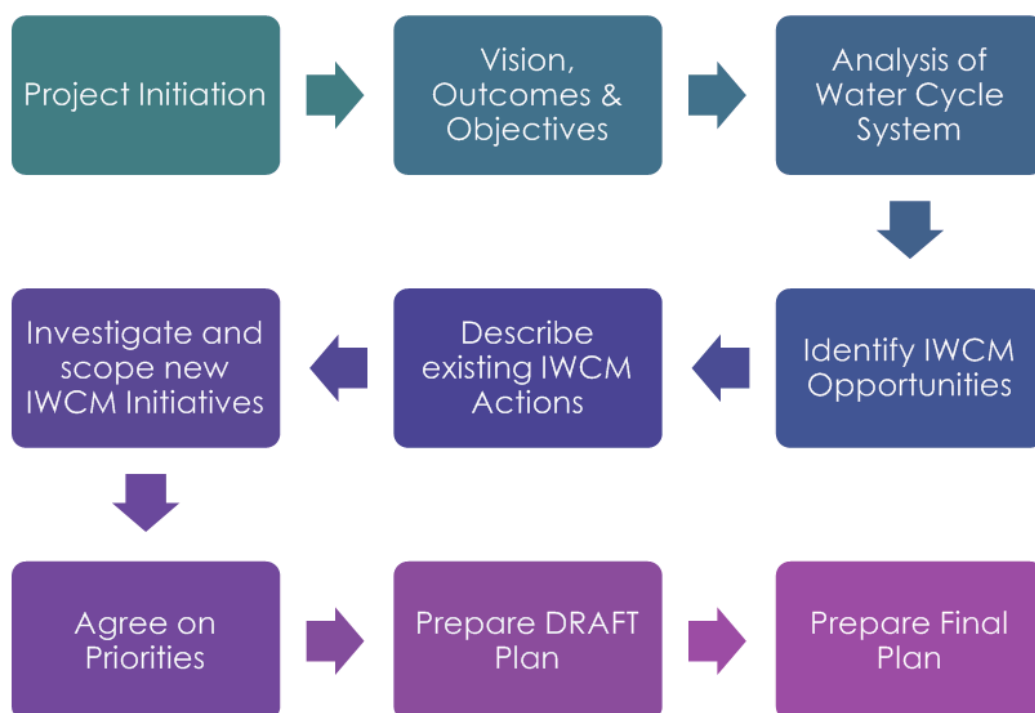 Project Initiation
Vision,
Outcomes &
Objectives
Analysis of
Water Cycle
System
Identify IWCM
Opportunities
Describe
existing IWCM
Actions
Investigate and
scope new
IWCM Initiatives
Agree on
Priorities
Prepare DRAFT
Plan
Prepare Final
Plan